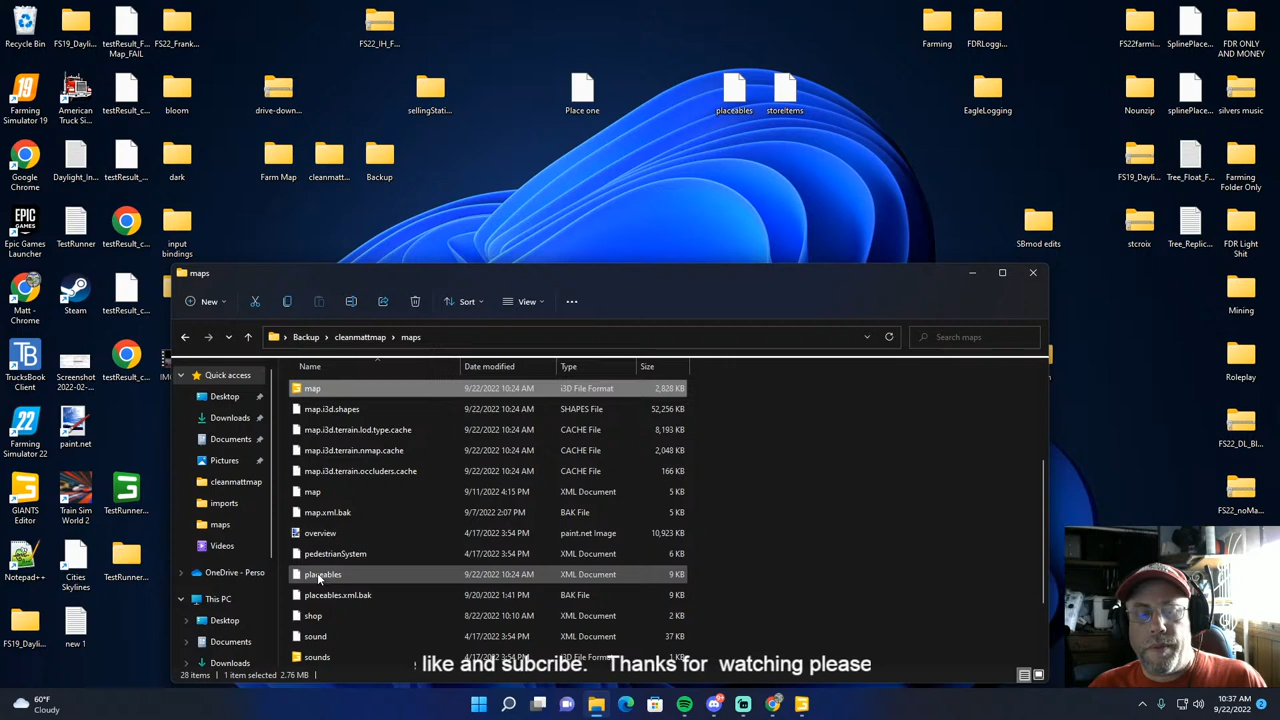 Recycle Bin
FS19_Dayli...
testResult_F...
Map_FAIL
FS22_Frank...
FS22_IH_F...
Farming
FDRLoggi...
FS22farmi...
SplinePlace...
FDR ONLY
AND MONEY
Farming
Simulator 19
American
Truck Si...
testResult_c...
bloom
drive-down...
sellingStati...
Place one
placeables
storeItems
EagleLogging
Nounzip
splinePlace...
silvers music
Google
Chrome
Daylight_In...
testResult_c...
dark
Farm Map
cleanmatt...
Backup
FS19_Dayli...
Tree_Float_F...
Farming
Folder Only
Epic Games
Launcher
TestRunner
testResult_c...
input
bindings
SBmod edits
stcroix
Tree_Replic...
FDR Light
Shit
Matt -
Chrome
Steam
testResult_c...
Mining
TrucksBook
Client
Screenshot
2022-02-...
testResult_c...
Roleplay
Farming
Simulator 22
paint.net
FS22_DL_Bl...
GIANTS
Editor
Train Sim
World 2
TestRunner...
FS22_noMa...
Notepad++
Cities
Skylines
TestRunner
FS19_Dayli...
new 1
maps
New
Sort
View
Backup > cleanmattmap > maps
Search maps
Name Date modified Type Size
map 9/22/2022 10:24 AM i3D File Format 2,828 KB
map.i3d.shapes 9/22/2022 10:24 AM SHAPES File 52,256 KB
map.i3d.terrain.lod.type.cache 9/22/2022 10:24 AM CACHE File 8,193 KB
map.i3d.terrain.nmap.cache 9/22/2022 10:24 AM CACHE File 2,048 KB
map.i3d.terrain.occluders.cache 9/22/2022 10:24 AM CACHE File 166 KB
map 9/11/2022 4:15 PM XML Document 5 KB
map.xml.bak 9/7/2022 2:07 PM BAK File 5 KB
overview 4/17/2022 3:54 PM paint.net Image 10,923 KB
pedestrianSystem 4/17/2022 3:54 PM XML Document 6 KB
placeables 9/22/2022 10:24 AM XML Document 9 KB
placeables.xml.bak 9/20/2022 1:41 PM BAK File 9 KB
shop 8/22/2022 10:10 AM XML Document 2 KB
sound 4/17/2022 3:54 PM XML Document 37 KB
sounds 4/17/2022 3:54 PM i3D File Format 1 KB
Quick access
Desktop
Downloads
Documents
Pictures
cleanmattmap
imports
maps
Videos
OneDrive - Perso
This PC
Desktop
Documents
Downloads
like and subcribe. Thanks for watching please
28 items 1 item selected 2.76 MB
60°F
Cloudy
10:37 AM
9/22/2022